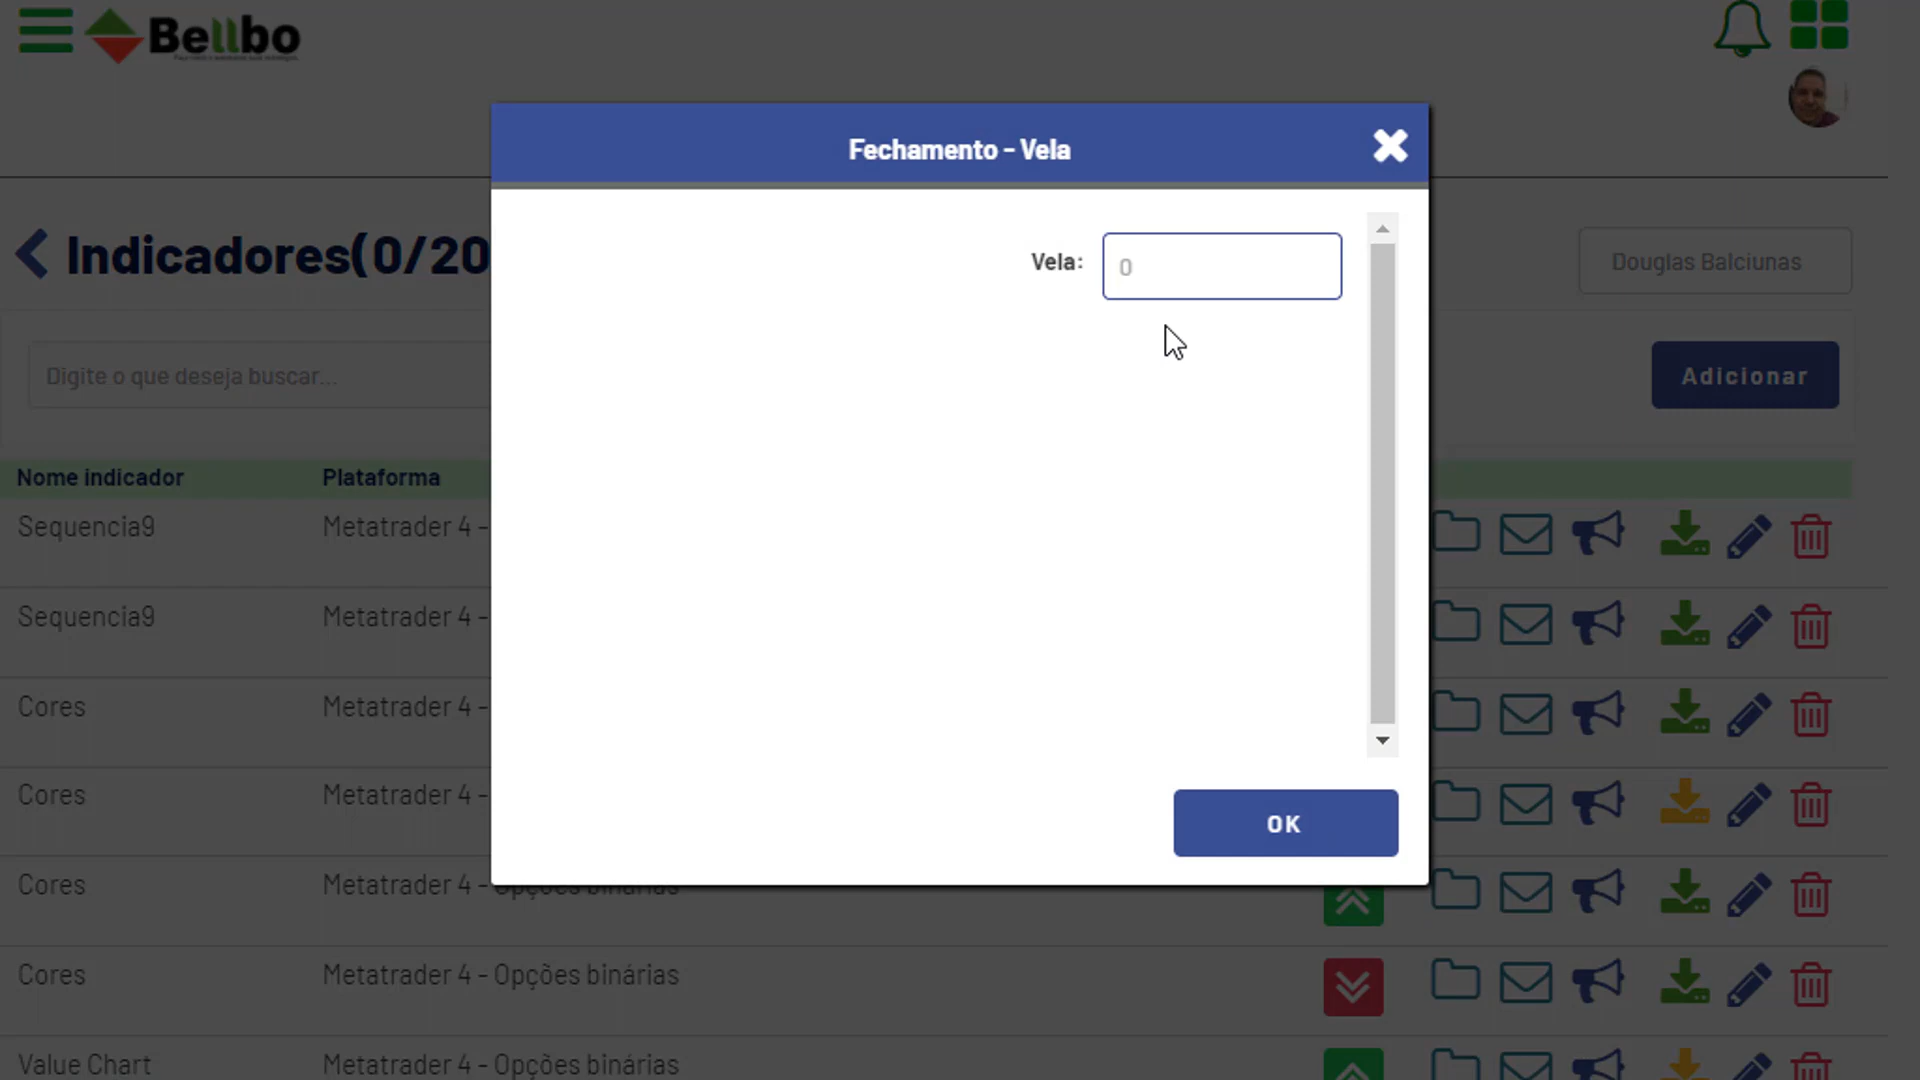 Bellbo
Fechamento - Vela
Vela: 0
Indicadores(0/20
Douglas Balciunas
Digite o que deseja buscar...
Adicionar
Nome indicador Plataforma
Sequencia9 Metatrader 4 -
Sequencia9 Metatrader 4 -
Cores Metatrader 4 -
Cores Metatrader 4 -
OK
Cores Metatrader 4 - Opções binárias
Cores Metatrader 4 - Opções binárias
Value Chart Metatrader 4 - Opções binárias